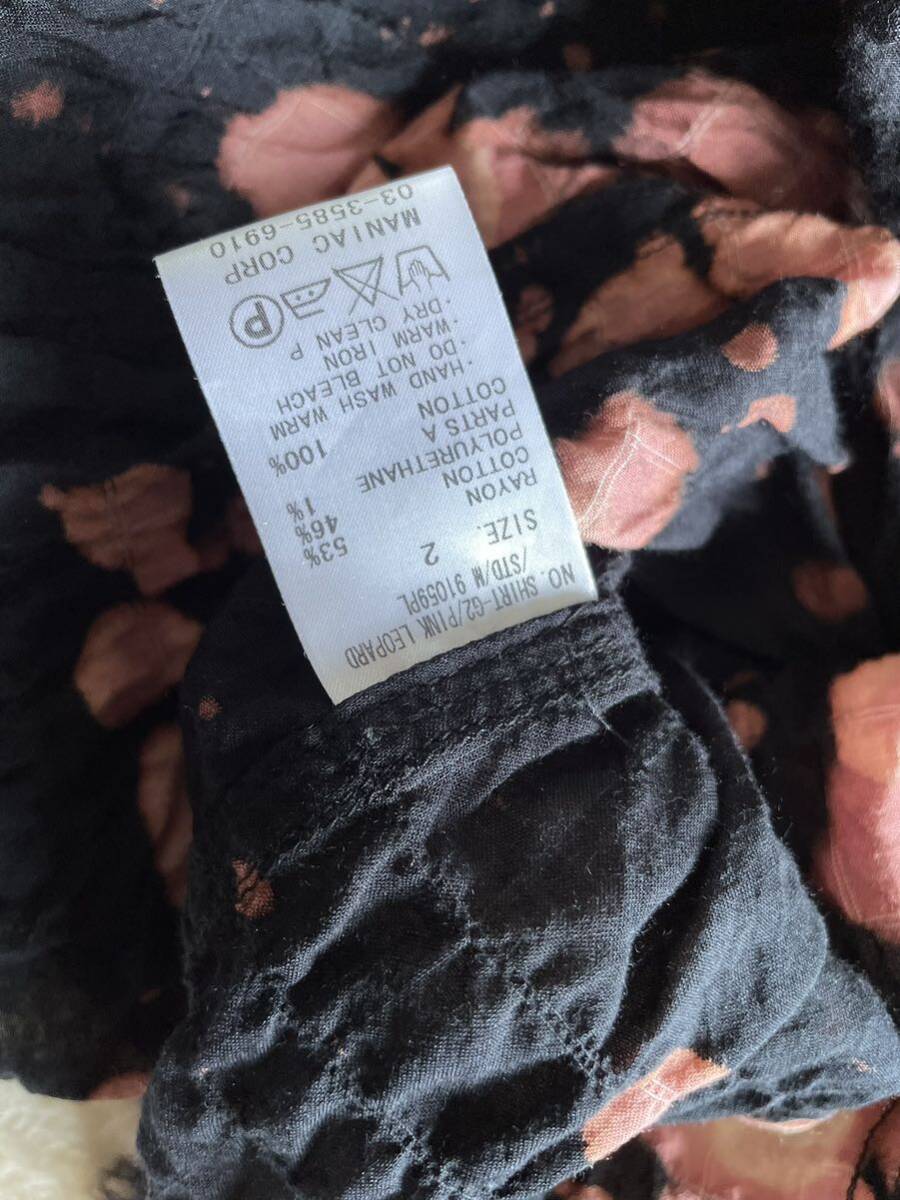 NO. SHIRT-G2/PINK LEOPARD
/STD/M 91059PL
SIZE. 2
RAYON 53%
COTTON 46%
POLYURETHANE 1%
PARTS A
COTTON 100%
·HAND WASH WARM
·DO NOT BLEACH
·WARM IRON
·DRY CLEAN P
P
MANIAC CORP
03-3585-6910